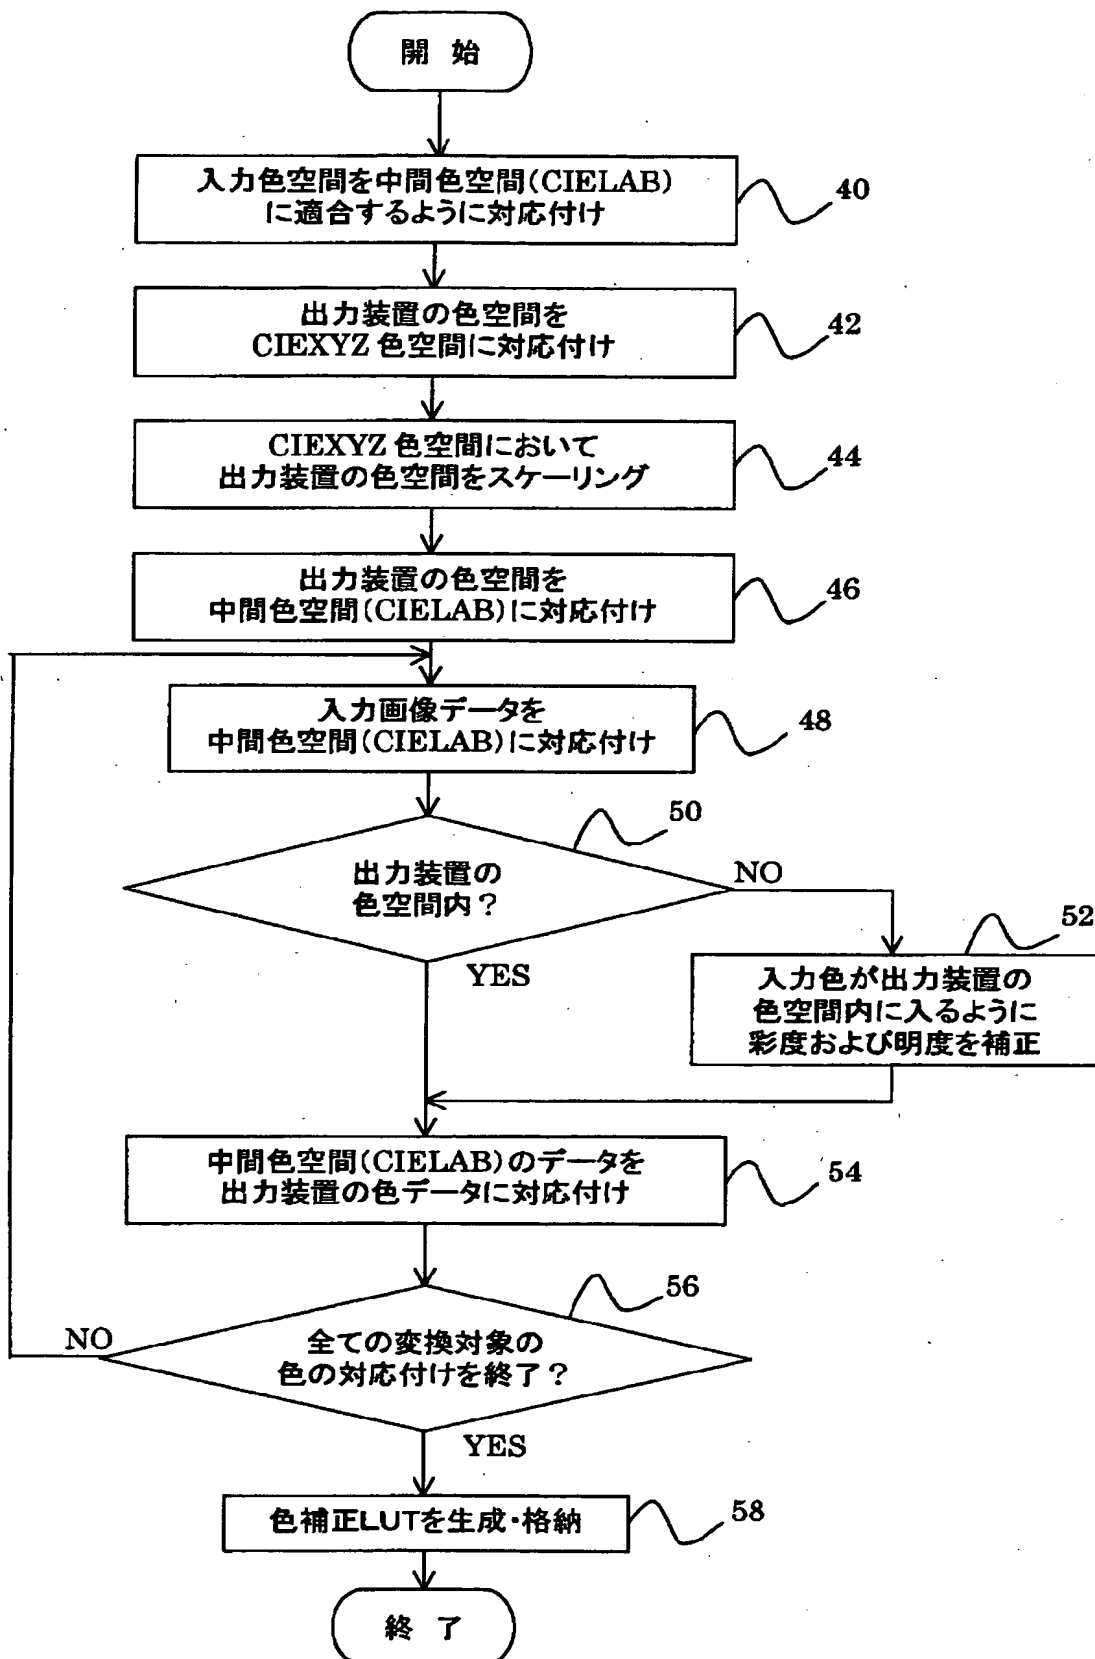 開 始
入力色空間を中間色空間(CIELAB)
に適合するように対応付け
40
出力装置の色空間を
CIEXYZ 色空間に対応付け
42
CIEXYZ 色空間において
出力装置の色空間をスケーリング
44
出力装置の色空間を
中間色空間(CIELAB)に対応付け
46
入力画像データを
中間色空間(CIELAB)に対応付け
48
50
出力装置の
色空間内?
NO
YES
52
入力色が出力装置の
色空間内に入るように
彩度および明度を補正
中間色空間(CIELAB)のデータを
出力装置の色データに対応付け
54
56
全ての変換対象の
色の対応付けを終了?
NO
YES
色補正LUTを生成・格納
58
終 了